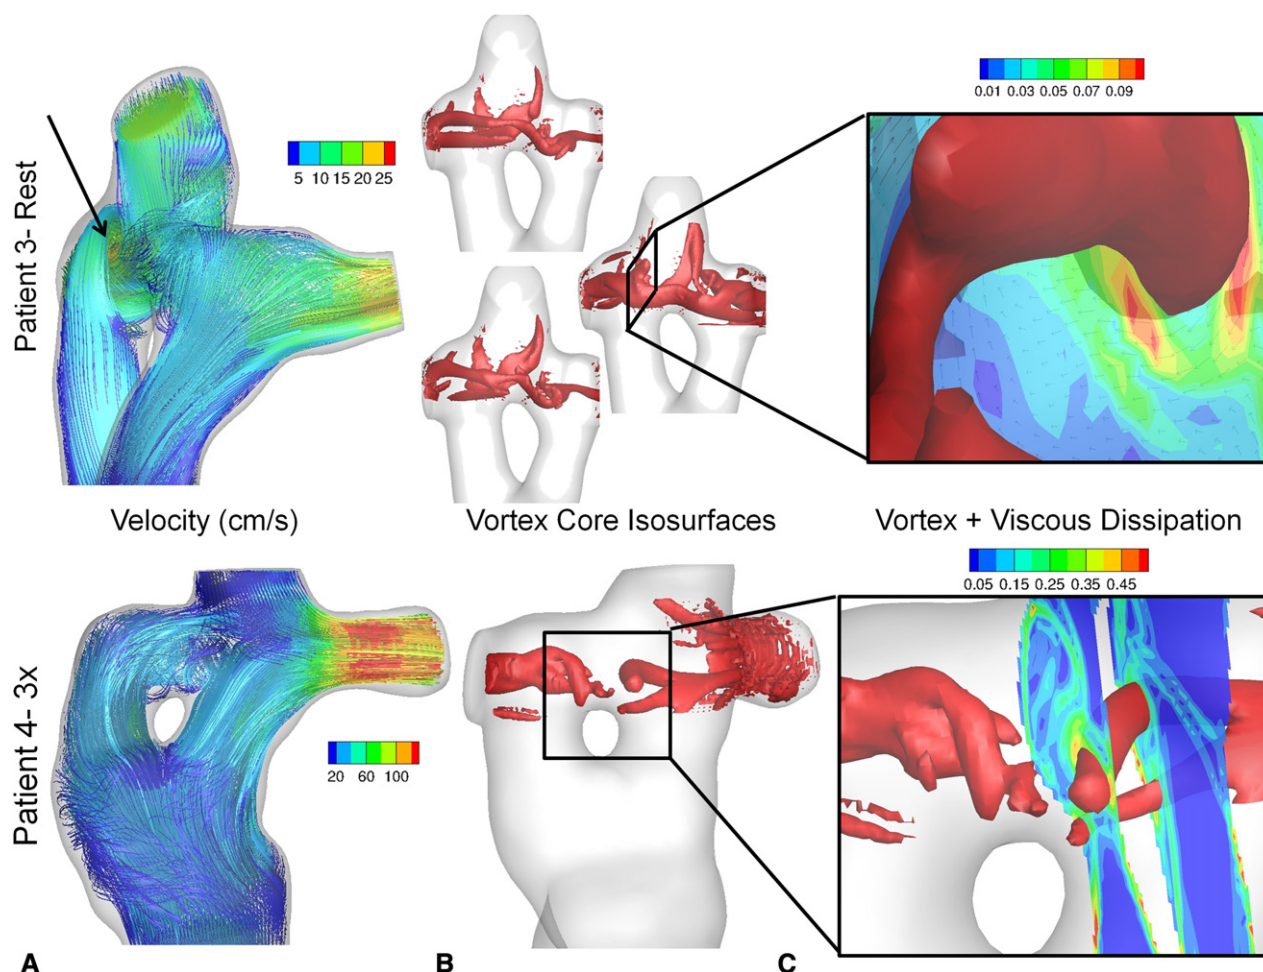 Patient 3- Rest
5 10 15 20 25
0.01 0.03 0.05 0.07 0.09
Velocity (cm/s)
Vortex Core Isosurfaces
Vortex + Viscous Dissipation
Patient 4- 3x
20 60 100
0.05 0.15 0.25 0.35 0.45
A
B
C